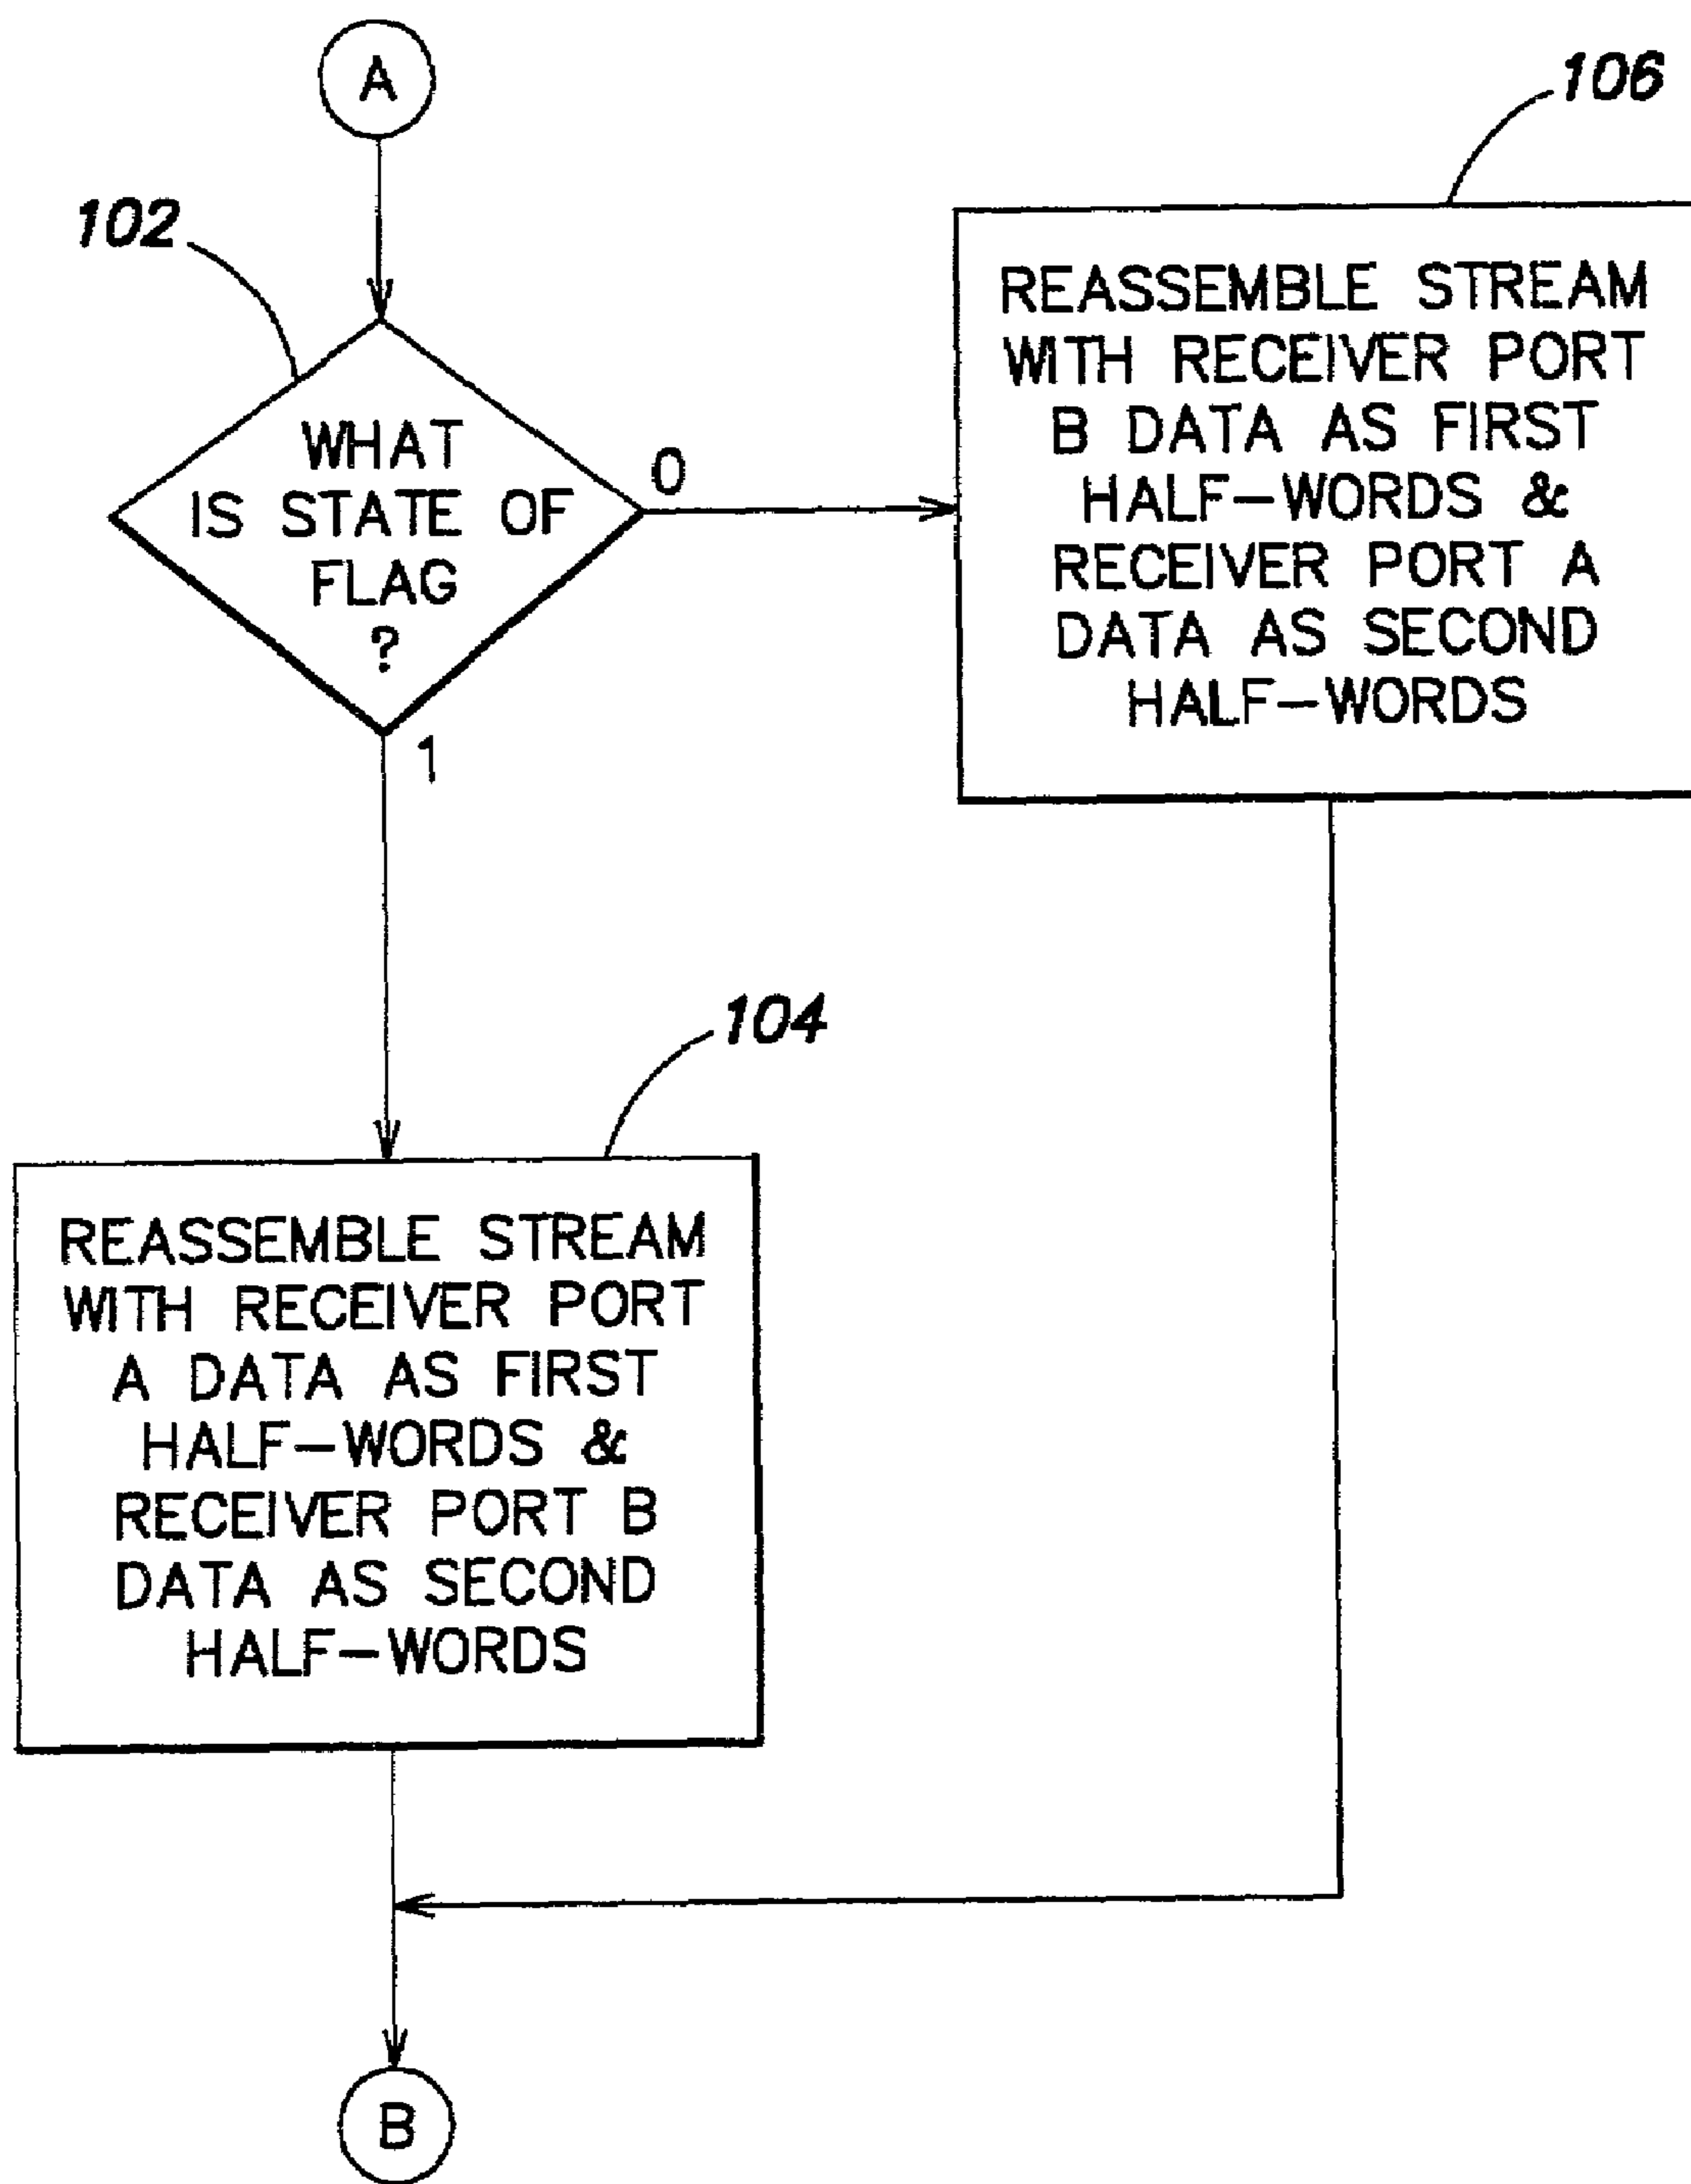 A
106
102
REASSEMBLE STREAM
WITH RECEIVER PORT
B DATA AS FIRST
HALF-WORDS &
RECEIVER PORT A
DATA AS SECOND
HALF-WORDS
WHAT
IS STATE OF
FLAG
?
0
1
104
REASSEMBLE STREAM
WITH RECEIVER PORT
A DATA AS FIRST
HALF-WORDS &
RECEIVER PORT B
DATA AS SECOND
HALF-WORDS
B